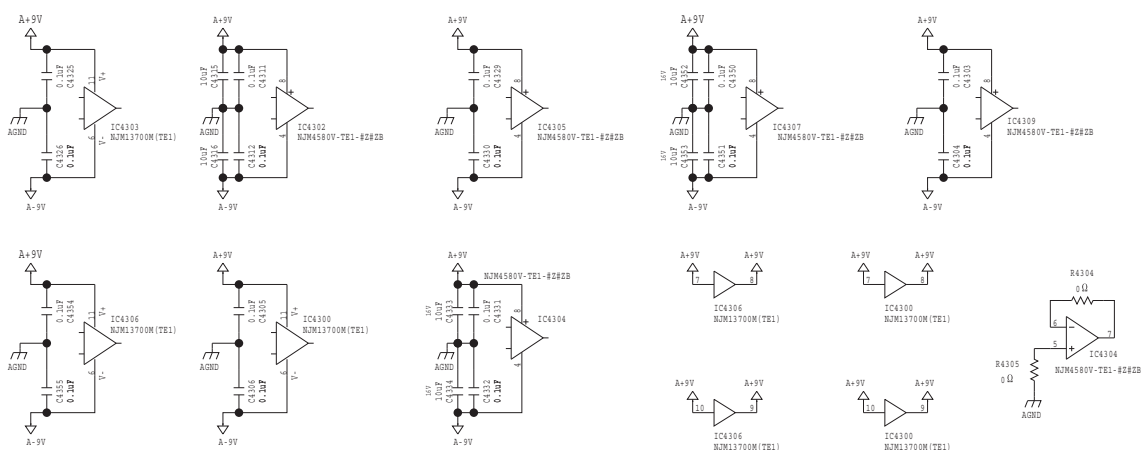 A+9V
0.1uF
C4325
11
V+
AGND
IC4303
NJM13700M(TE1)
6
V-
C4326
0.1uF
A-9V
A+9V
10uF
C4315
0.1uF
C4311
8
+
AGND
IC4302
NJM4580V-TE1-#Z#ZB
4
10uF
C4316
C4312
0.1uF
A-9V
A+9V
0.1uF
C4329
8
+
AGND
IC4305
NJM4580V-TE1-#Z#ZB
4
C4330
0.1uF
A-9V
A+9V
16V
10uF
C4352
0.1uF
C4350
8
+
AGND
IC4307
NJM4580V-TE1-#Z#ZB
4
16V
10uF
C4353
C4351
0.1uF
A-9V
A+9V
0.1uF
C4303
8
+
AGND
IC4309
NJM4580V-TE1-#Z#ZB
4
C4304
0.1uF
A-9V
A+9V
0.1uF
C4354
11
V+
AGND
IC4306
NJM13700M(TE1)
6
V-
C4355
0.1uF
A-9V
A+9V
0.1uF
C4305
11
V+
AGND
IC4300
NJM13700M(TE1)
6
V-
C4306
0.1uF
A-9V
A+9V
NJM4580V-TE1-#Z#ZB
16V
10uF
C4333
0.1uF
C4331
8
+
AGND
IC4304
4
16V
10uF
C4334
C4332
0.1uF
A-9V
A+9V
A+9V
7
8
IC4306
NJM13700M(TE1)
A+9V
A+9V
7
8
IC4300
NJM13700M(TE1)
A+9V
A+9V
10
9
IC4306
NJM13700M(TE1)
A+9V
A+9V
10
9
IC4300
NJM13700M(TE1)
R4304
0Ω
6
-
7
5
+
IC4304
NJM4580V-TE1-#Z#ZB
R4305
0Ω
AGND